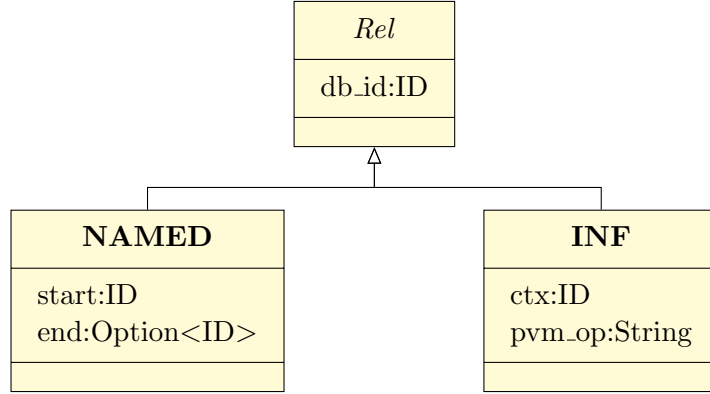 Rel
db_id:ID
NAMED
start:ID
end:Option<ID>
INF
ctx:ID
pvm_op:String